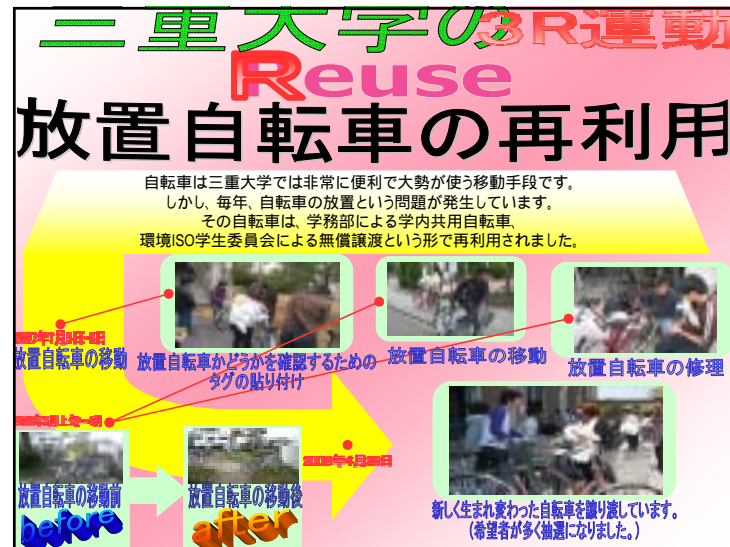 三重大学の3R運動
Reuse
放置自転車の再利用
自転車は三重大学では非常に便利で大勢が使う移動手段です。
しかし、毎年、自転車の放置という問題が発生しています。
その自転車は、学務部による学内共用自転車、
環境ISO学生委員会による無償譲渡という形で再利用されました。
放置自転車の移動
放置自転車かどうかを確認するための
タグの貼り付け
放置自転車の移動
放置自転車の修理
放置自転車の移動前
before
放置自転車の移動後
after
新しく生まれ変わった自転車を譲り渡しています。
（希望者が多く抽選になりました。）